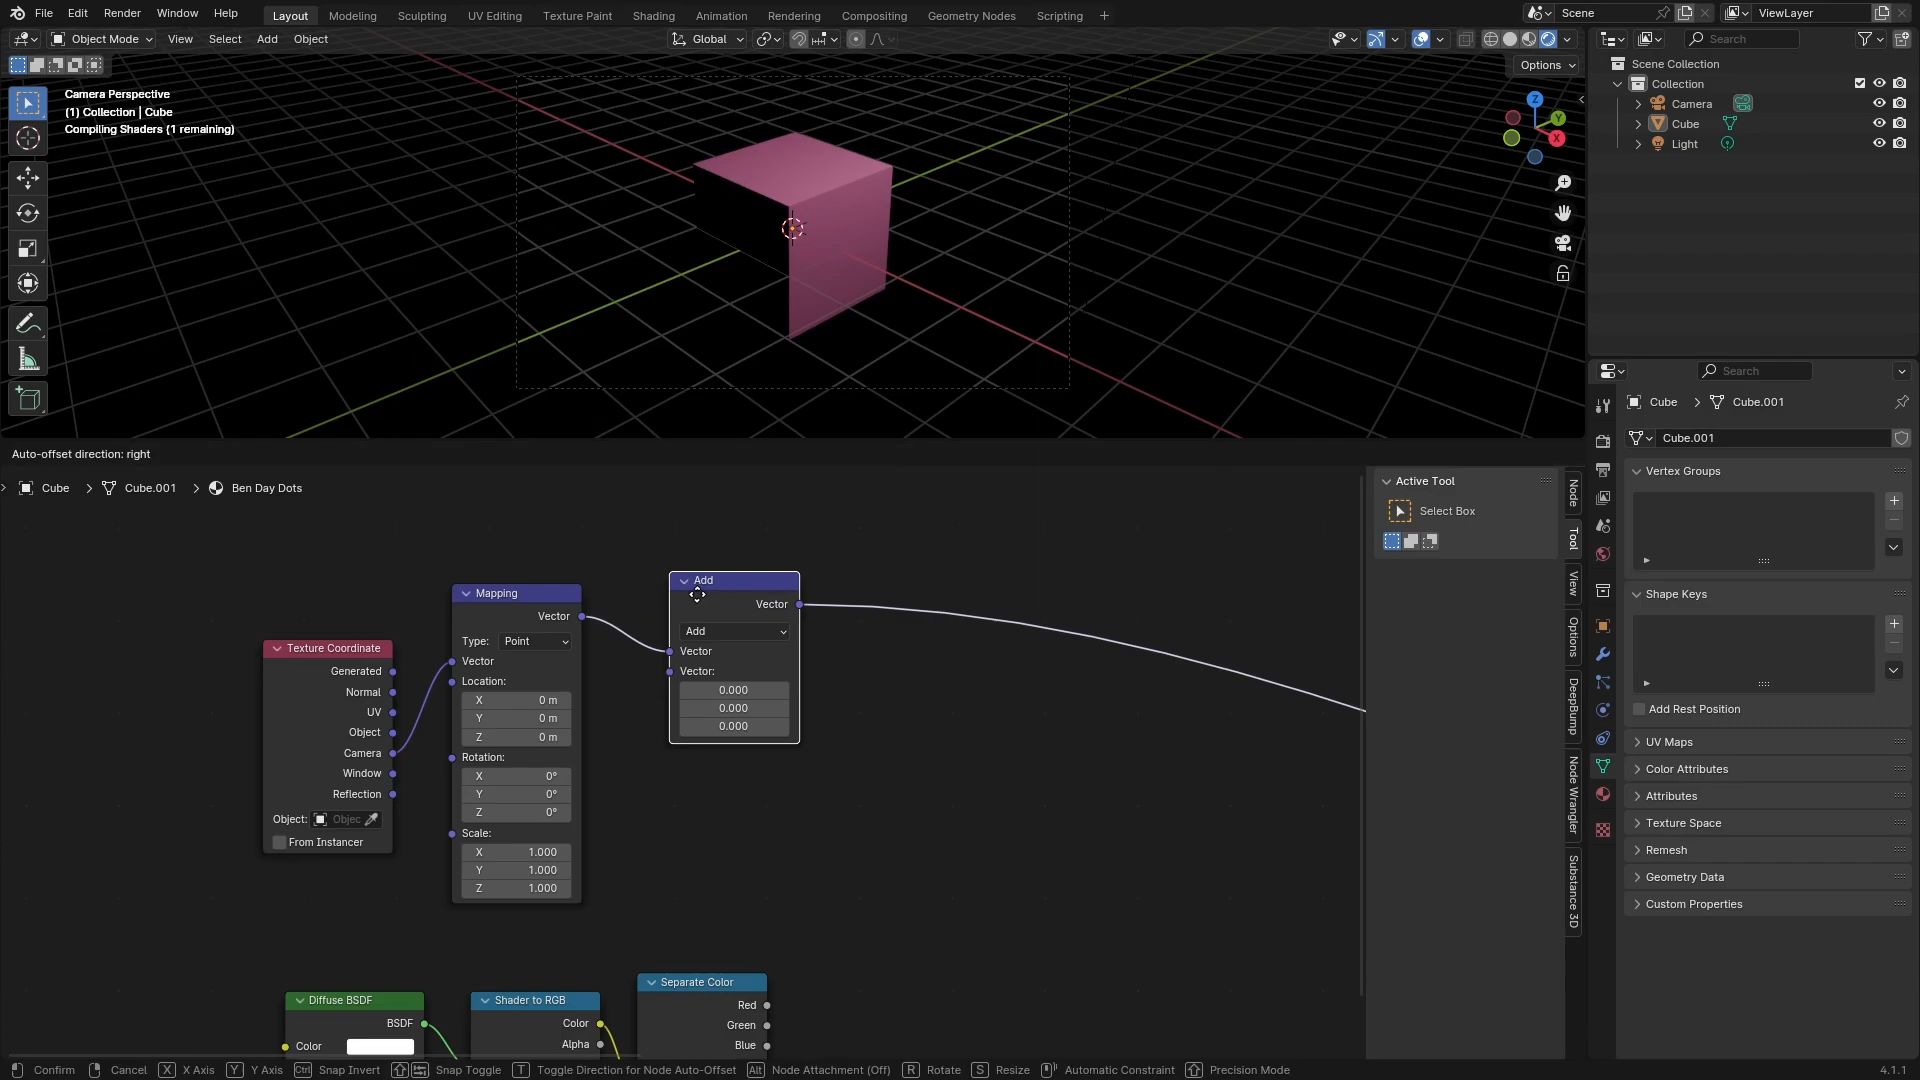 File Edit Render Window Help
Layout Modeling Sculpting UV Editing Texture Paint Shading Animation Rendering Compositing Geometry Nodes Scripting +
Scene
ViewLayer
Object Mode View Select Add Object
Global
Search
Options
Camera Perspective
(1) Collection | Cube
Compiling Shaders (1 remaining)
Z
Y
X
Scene Collection
Collection
Camera
Cube
Light
Search
Cube > Cube.001
Cube.001
Vertex Groups
Shape Keys
Add Rest Position
UV Maps
Color Attributes
Attributes
Texture Space
Remesh
Geometry Data
Custom Properties
Auto-offset direction: right
Cube > Cube.001 > Ben Day Dots
Active Tool
Select Box
Node
Tool
View
Options
DeepBump
Node Wrangler
Substance 3D
Texture Coordinate
Generated
Normal
UV
Object
Camera
Window
Reflection
Object: Objec
From Instancer
Mapping
Vector
Type: Point
Vector
Location:
X 0 m
Y 0 m
Z 0 m
Rotation:
X 0°
Y 0°
Z 0°
Scale:
X 1.000
Y 1.000
Z 1.000
Add
Vector
Add
Vector
Vector:
0.000
0.000
0.000
Diffuse BSDF
BSDF
Color
Shader to RGB
Color
Alpha
Separate Color
Red
Green
Blue
Confirm Cancel X X Axis Y Y Axis Ctrl Snap Invert Snap Toggle T Toggle Direction for Node Auto-Offset Alt Node Attachment (Off) R Rotate S Resize Automatic Constraint Precision Mode
4.1.1